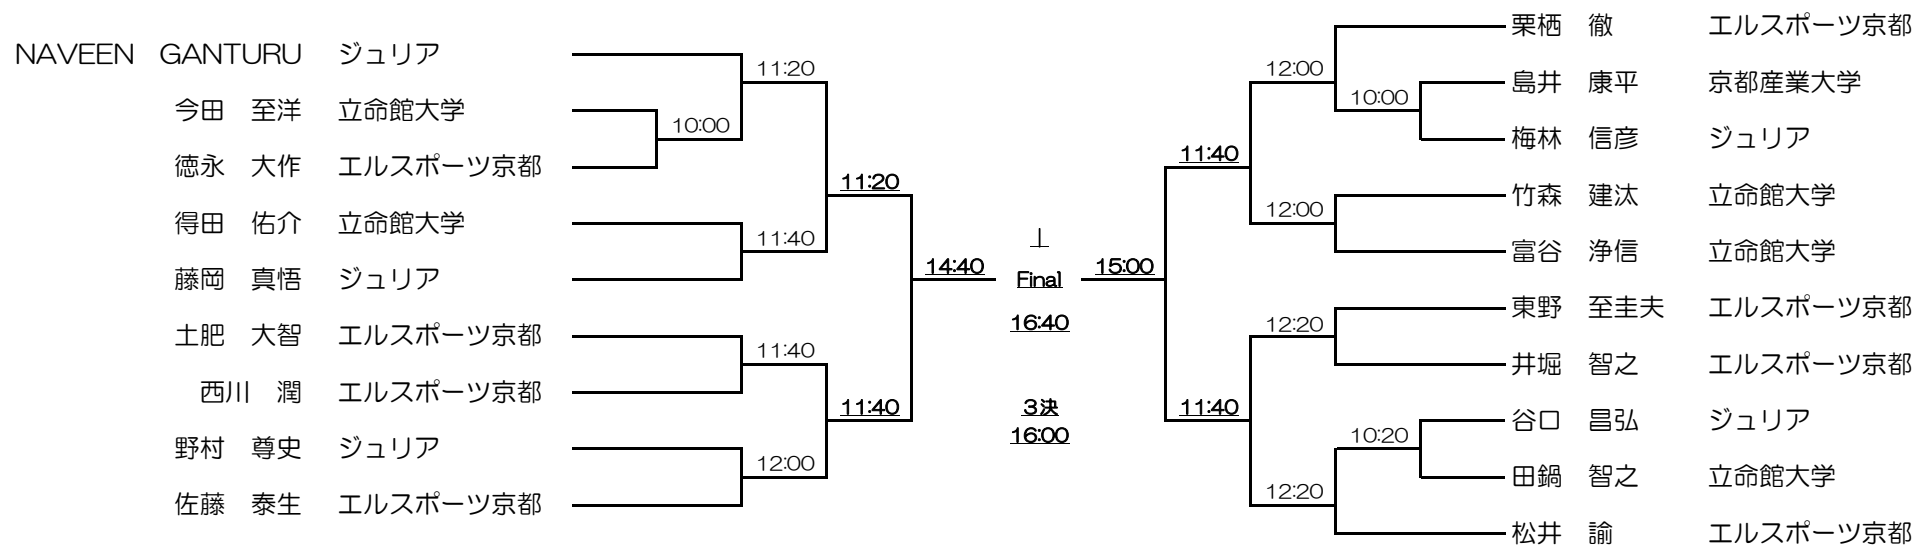 NAVEEN GANTURU ジュリア
今田 至洋 立命館大学
徳永 大作 エルスポーツ京都
得田 佑介 立命館大学
藤岡 真悟 ジュリア
土肥 大智 エルスポーツ京都
西川 潤 エルスポーツ京都
野村 尊史 ジュリア
佐藤 泰生 エルスポーツ京都
11:20
10:00
11:20
11:40
14:40
11:40
11:40
12:00
|
Final
16:40
3決
16:00
15:00
12:00
10:00
11:40
12:00
12:20
11:40
10:20
12:20
栗栖 徹 エルスポーツ京都
島井 康平 京都産業大学
梅林 信彦 ジュリア
竹森 建汰 立命館大学
富谷 浄信 立命館大学
東野 至圭夫 エルスポーツ京都
井堀 智之 エルスポーツ京都
谷口 昌弘 ジュリア
田鍋 智之 立命館大学
松井 諭 エルスポーツ京都